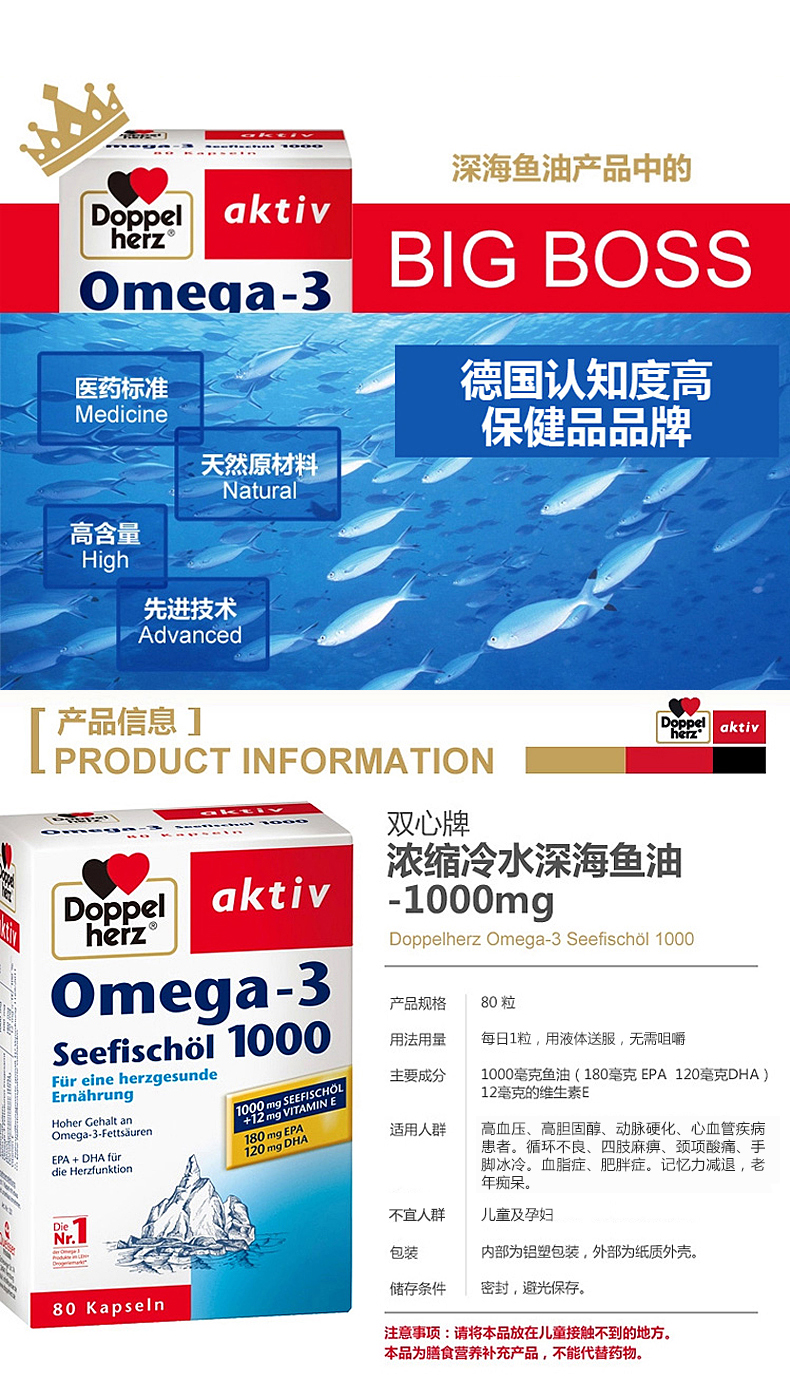 aktiv
Omega-3 Seefischöl 1000
80 Kapseln
Doppel
herz®
aktiv
Omega-3
深海鱼油产品中的
BIG BOSS
德国认知度高
保健品品牌
医药标准
Medicine
天然原材料
Natural
高含量
High
先进技术
Advanced
[ 产品信息 ]
PRODUCT INFORMATION
Doppel
herz®
aktiv
Omega-3 Seefischöl 1000
80 Kapseln
Doppel
herz®
aktiv
Omega-3
Seefischöl 1000
Für eine herzgesunde
Ernährung
Hoher Gehalt an
Omega-3-Fettsäuren
EPA + DHA für
die Herzfunktion
1000 mg SEEFISCHÖL
+12 mg VITAMIN E
180 mg EPA
120 mg DHA
Die
Nr.1
80 Kapseln
双心牌
浓缩冷水深海鱼油
-1000mg
Doppelherz Omega-3 Seefischöl 1000
产品规格 80 粒
用法用量 每日1粒，用液体送服，无需咀嚼
主要成分 1000毫克鱼油（180毫克 EPA 120毫克DHA）
12毫克的维生素E
适用人群 高血压、高胆固醇、动脉硬化、心血管疾病
患者。循环不良、四肢麻痹、颈项酸痛、手
脚冰冷。血脂症、肥胖症。记忆力减退，老
年痴呆。
不宜人群 儿童及孕妇
包装 内部为铝塑包装，外部为纸质外壳。
储存条件 密封，避光保存。
注意事项：请将本品放在儿童接触不到的地方。
本品为膳食营养补充产品，不能代替药物。